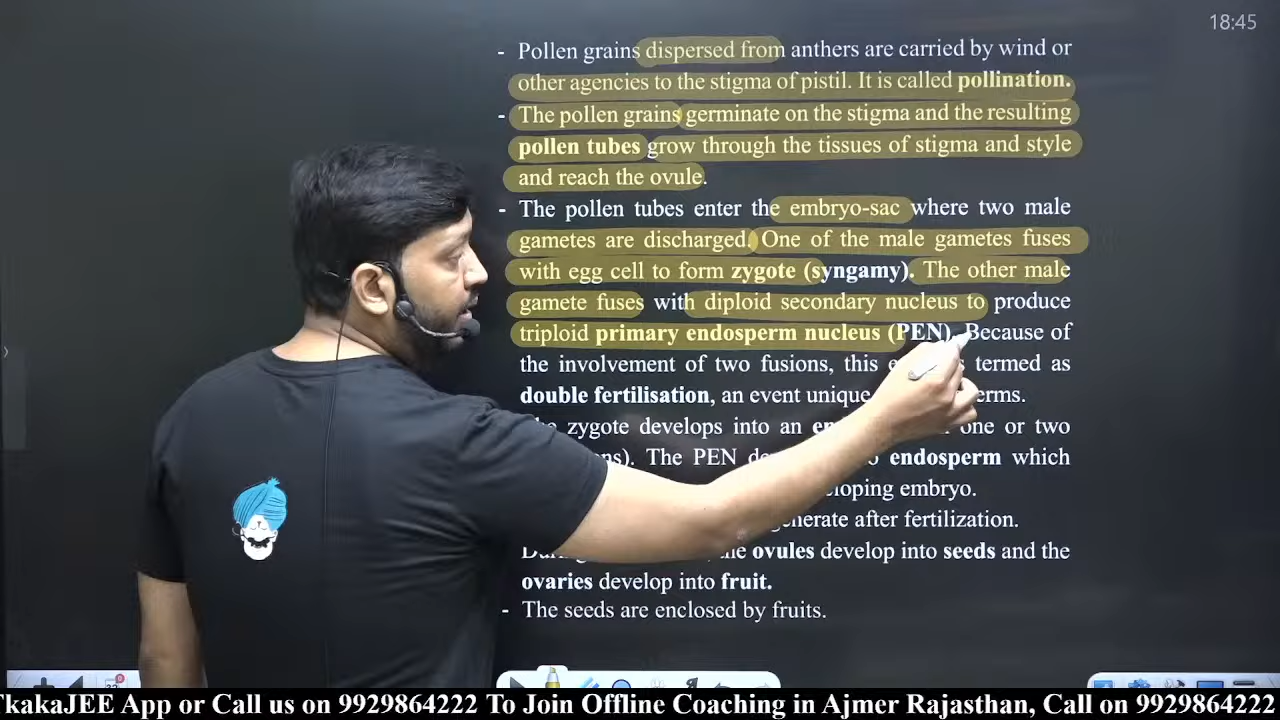 18:45
- Pollen grains dispersed from anthers are carried by wind or
other agencies to the stigma of pistil. It is called pollination.
- The pollen grains germinate on the stigma and the resulting
pollen tubes grow through the tissues of stigma and style
and reach the ovule.
- The pollen tubes enter the embryo-sac where two male
gametes are discharged. One of the male gametes fuses
with egg cell to form zygote (syngamy). The other male
gamete fuses with diploid secondary nucleus to produce
triploid primary endosperm nucleus (PEN). Because of
the involvement of two fusions, this termed as
double fertilisation, an event unique
zygote develops into an one or two
The PEN endosperm which
embryo.
after fertilization.
ovules develop into seeds and the
ovaries develop into fruit.
- The seeds are enclosed by fruits.
TkakaJEE App or Call us on 9929864222 To Join Offline Coaching in Ajmer Rajasthan, Call on 9929864222